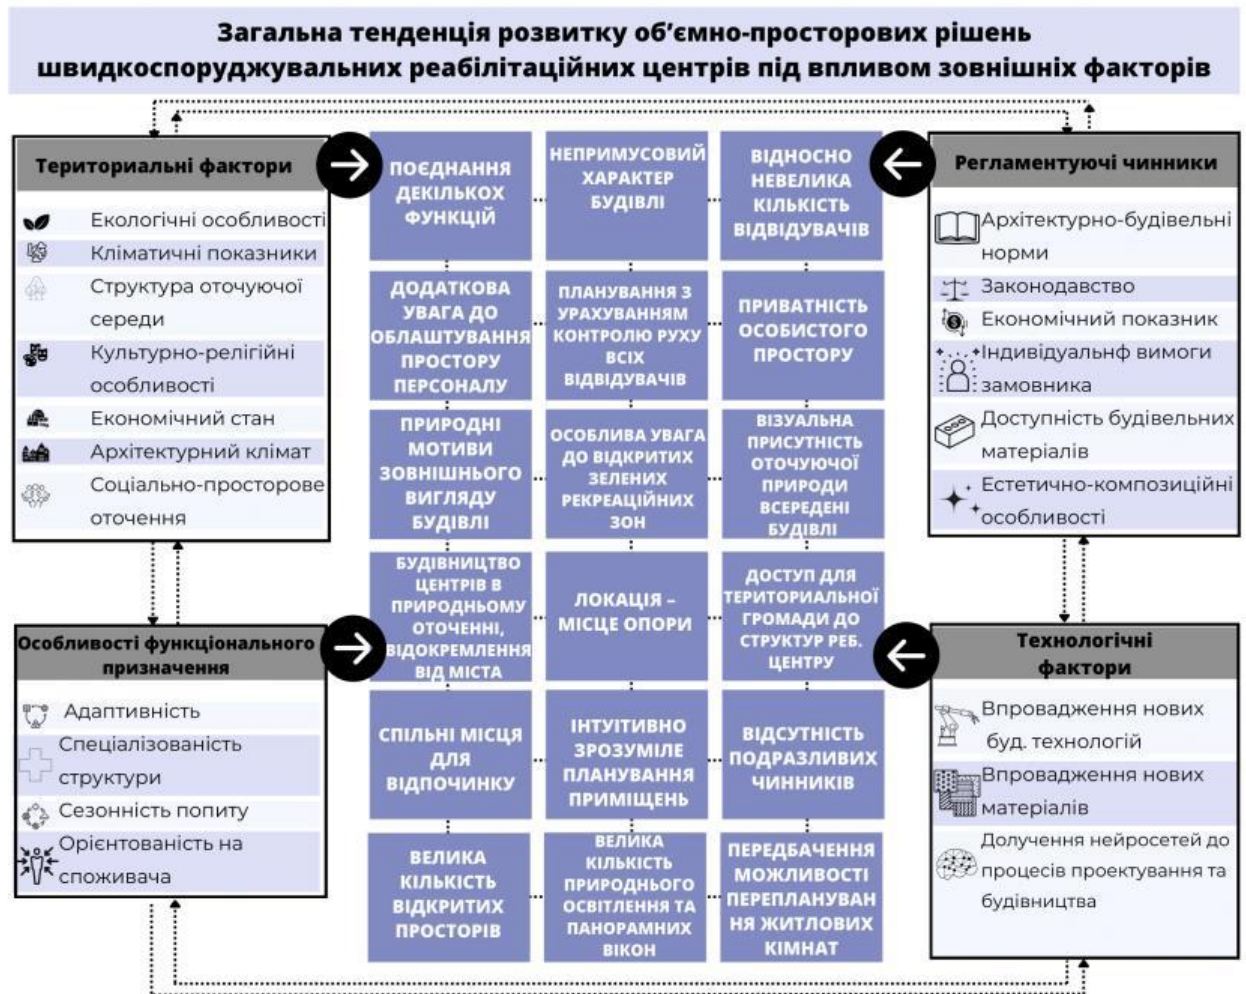 Загальна тенденція розвитку об’ємно-просторових рішень
швидкоспоруджувальних реабілітаційних центрів під впливом зовнішніх факторів
Териториальні фактори
Екологічні особливості
Кліматичні показники
Структура оточуючої
середи
Культурно-релігійні
особливості
Економічний стан
Архітектурний клімат
Соціально-просторове
оточення
Особливості функціонального
призначення
Адаптивність
Спеціалізованість
структури
Сезонність попиту
Орієнтованість на
споживача
ПОЄДНАННЯ
ДЕКІЛЬКОХ
ФУНКЦІЙ
НЕПРИМУСОВИЙ
ХАРАКТЕР
БУДІВЛІ
ВІДНОСНО
НЕВЕЛИКА
КІЛЬКІСТЬ
ВІДВІДУВАЧІВ
ДОДАТКОВА
УВАГА ДО
ОБЛАШТУВАННЯ
ПРОСТОРУ
ПЕРСОНАЛУ
ПЛАНУВАННЯ З
УРАХУВАННЯМ
КОНТРОЛЮ РУХУ
ВСІХ
ВІДВІДУВАЧІВ
ПРИВАТНІСТЬ
ОСОБИСТОГО
ПРОСТОРУ
ПРИРОДНІ
МОТИВИ
ЗОВНІШНЬОГО
ВИГЛЯДУ
БУДІВЛІ
ОСОБЛИВА УВАГА
ДО ВІДКРИТИХ
ЗЕЛЕНИХ
РЕКРЕАЦІЙНИХ
ЗОН
ВІЗУАЛЬНА
ПРИСУТНІСТЬ
ОТОЧУЮЧОЇ
ПРИРОДИ
ВСЕРЕДЕНІ
БУДІВЛІ
БУДІВНИЦТВО
ЦЕНТРІВ В
ПРИРОДНЬОМУ
ОТОЧЕННІ,
ВІДОКРЕМЛЕННЯ
ВІД МІСТА
ЛОКАЦІЯ –
МІСЦЕ ОПОРИ
ДОСТУП ДЛЯ
ТЕРИТОРИАЛЬНОЇ
ГРОМАДИ ДО
СТРУКТУР РЕБ.
ЦЕНТРУ
СПІЛЬНІ МІСЦЯ
ДЛЯ
ВІДПОЧИНКУ
ІНТУІТИВНО
ЗРОЗУМІЛЕ
ПЛАНУВАННЯ
ПРИМІЩЕНЬ
ВІДСУТНІСТЬ
ПОДРАЗЛИВИХ
ЧИННИКІВ
ВЕЛИКА
КІЛЬКІСТЬ
ВІДКРИТИХ
ПРОСТОРІВ
ВЕЛИКА
КІЛЬКІСТЬ
ПРИРОДНЬОГО
ОСВІТЛЕННЯ ТА
ПАНОРАМНИХ
ВІКОН
ПЕРЕДБАЧЕННЯ
МОЖЛИВОСТІ
ПЕРЕПЛАНУВАН
НЯ ЖИТЛОВИХ
КІМНАТ
Регламентуючі чинники
Архітектурно-будівельні
норми
Законодавство
Економічний показник
Індивідуальнф вимоги
замовника
Доступність будівельних
матеріалів
Естетично-композиційні
особливості
Технологічні
фактори
Впровадження нових
буд. технологій
Впровадження нових
матеріалів
Долучення нейросетей до
процесів проектування та
будівництва